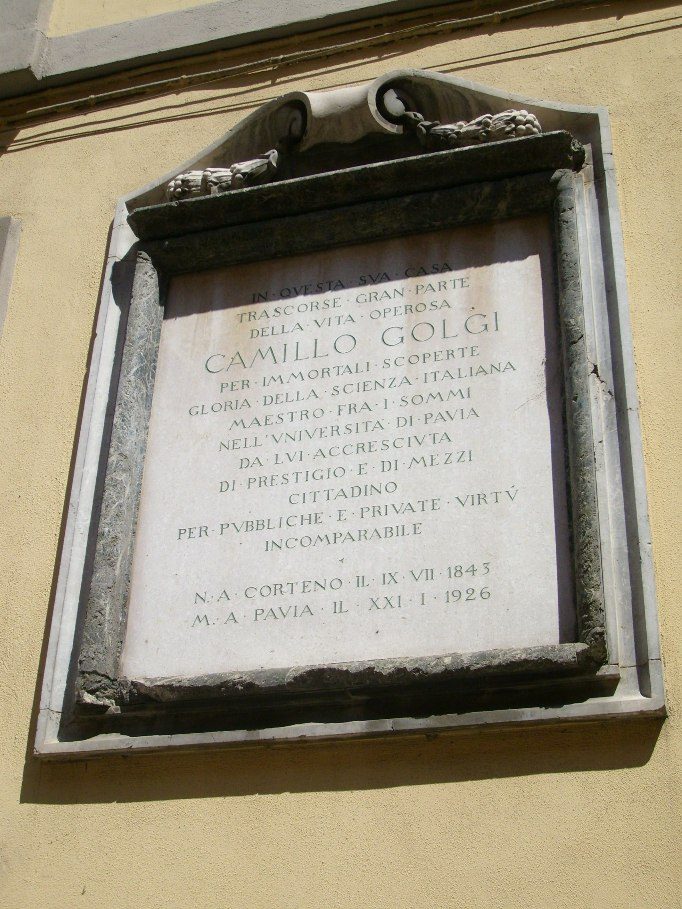 IN·QVESTA·SVA·CASA
TRASCORSE·GRAN·PARTE
DELLA·VITA·OPEROSA
CAMILLO GOLGI
PER·IMMORTALI·SCOPERTE
GLORIA·DELLA·SCIENZA·ITALIANA
MAESTRO·FRA·I·SOMMI
NELL'VNIVERSITA·DI·PAVIA
DA·LVI·ACCRESCIVTA
DI·PRESTIGIO·E·DI·MEZZI
CITTADINO
PER·PVBBLICHE·E·PRIVATE·VIRTÚ
INCOMPARABILE
N·A·CORTENO·IL·IX·VII·1843
M·A·PAVIA·IL·XXI·I·1926